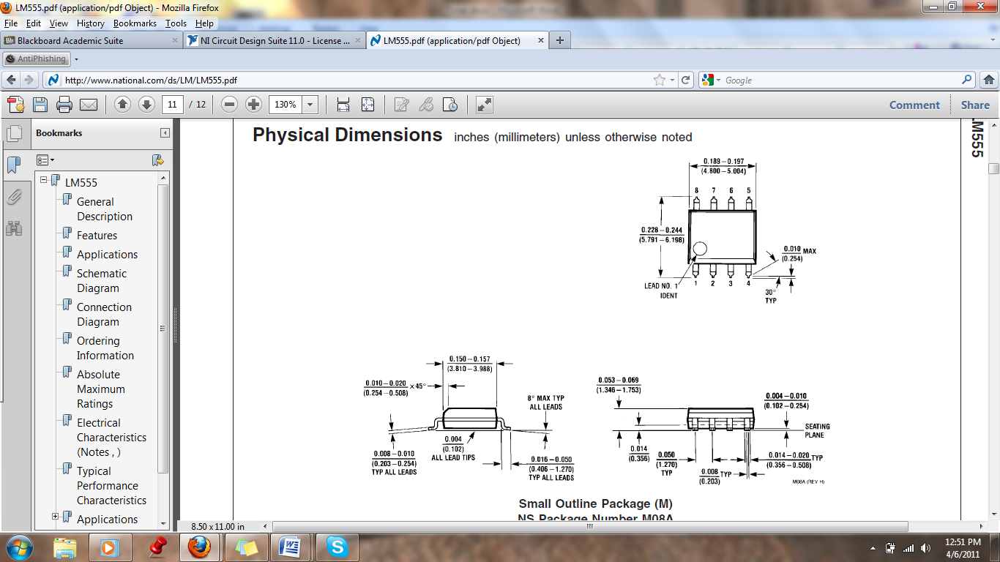 LM555.pdf (application/pdf Object) - Mozilla Firefox
File Edit View History Bookmarks Tools Help
Blackboard Academic Suite
NI Circuit Design Suite 11.0 - License ...
LM555.pdf (application/pdf Object)
AntiPhishing
http://www.national.com/ds/LM/LM555.pdf
Google
11 / 12
130%
Comment
Share
Bookmarks
LM555
General
Description
Features
Applications
Schematic
Diagram
Connection
Diagram
Ordering
Information
Absolute
Maximum
Ratings
Electrical
Characteristics
(Notes , )
Typical
Performance
Characteristics
Applications
Physical Dimensions inches (millimeters) unless otherwise noted
LM555
0.189 – 0.197
(4.800 – 5.004)
8 7 6 5
0.228 – 0.244
(5.791 – 6.198)
0.010 MAX
(0.254)
LEAD NO. 1
IDENT
1 2 3 4
30°
TYP
0.150 – 0.157
(3.810 – 3.988)
0.010 – 0.020 × 45°
(0.254 – 0.508)
8° MAX TYP
ALL LEADS
0.004
(0.102)
ALL LEAD TIPS
0.008 – 0.010
(0.203 – 0.254)
TYP ALL LEADS
0.016 – 0.050
(0.406 – 1.270)
TYP ALL LEADS
0.053 – 0.069
(1.346 – 1.753)
0.004 – 0.010
(0.102 – 0.254)
SEATING
PLANE
0.014
(0.356)
0.050
(1.270)
TYP
0.014 – 0.020 TYP
(0.356 – 0.508)
0.008 TYP
(0.203)
M08A (REV H)
Small Outline Package (M)
NS Package Number M08A
8.50 x 11.00 in
12:51 PM
4/6/2011